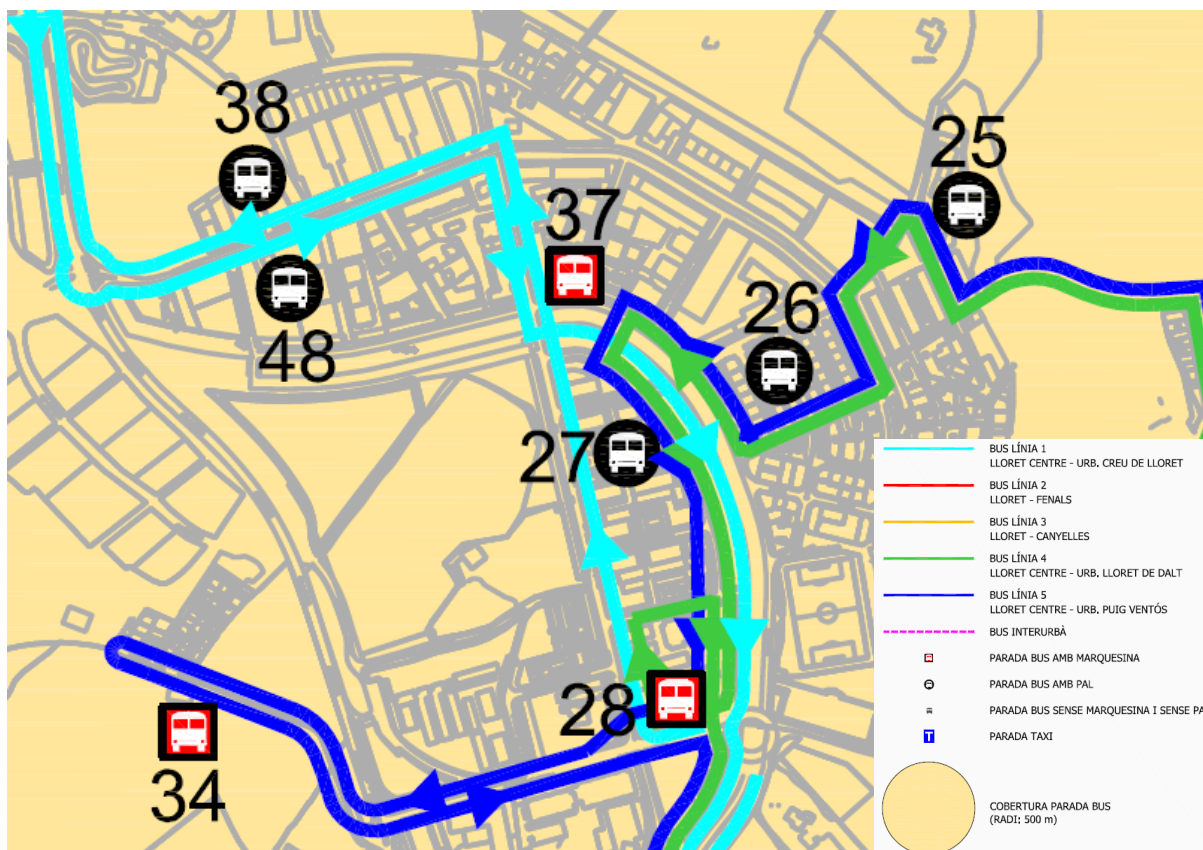 38
25
37
26
48
27
28
34
BUS LÍNIA 1
LLORET CENTRE - URB. CREU DE LLORET
BUS LÍNIA 2
LLORET - FENALS
BUS LÍNIA 3
LLORET - CANYELLES
BUS LÍNIA 4
LLORET CENTRE - URB. LLORET DE DALT
BUS LÍNIA 5
LLORET CENTRE - URB. PUIG VENTÓS
BUS INTERURBÀ
PARADA BUS AMB MARQUESINA
PARADA BUS AMB PAL
PARADA BUS SENSE MARQUESINA I SENSE PA
T PARADA TAXI
COBERTURA PARADA BUS
(RADI: 500 m)